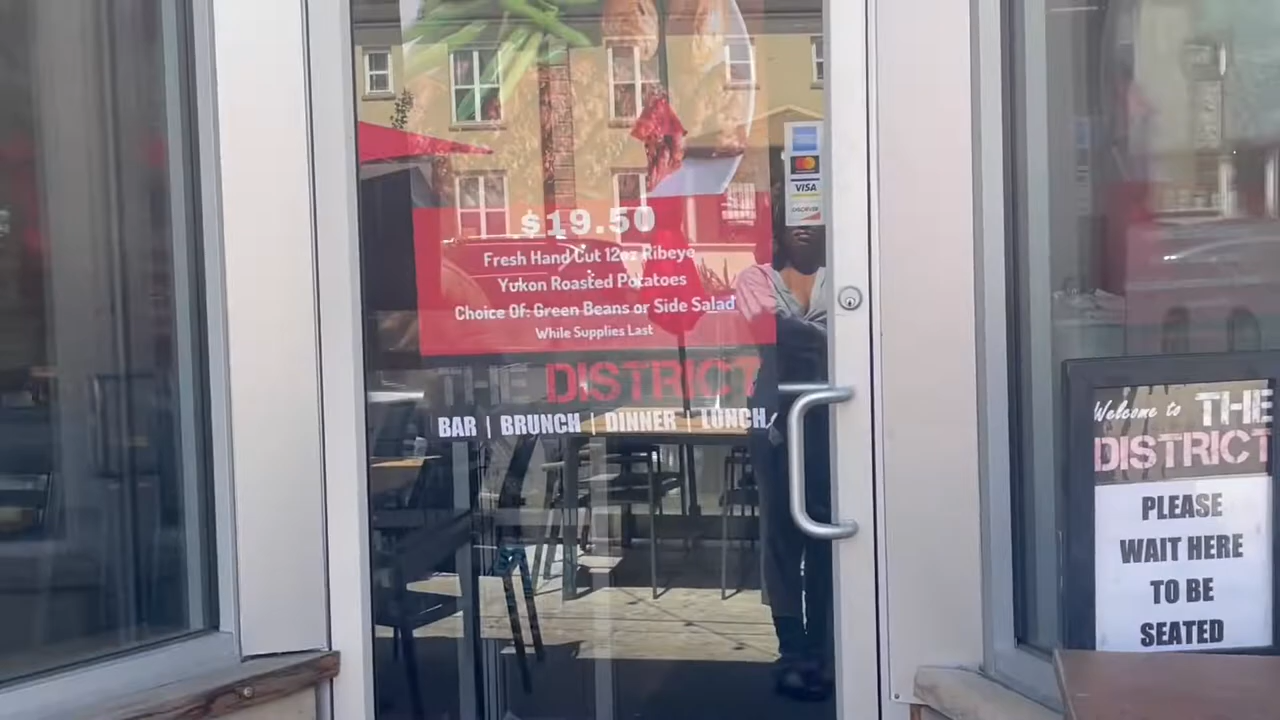 $19.50
Fresh Hand Cut 12oz Ribeye
Yukon Roasted Potatoes
Choice Of: Green Beans or Side Salad
While Supplies Last
THE DISTRICT
BAR | BRUNCH | DINNER | LUNCH
VISA
DISCOVER
Welcome to THE
DISTRICT
PLEASE
WAIT HERE
TO BE
SEATED